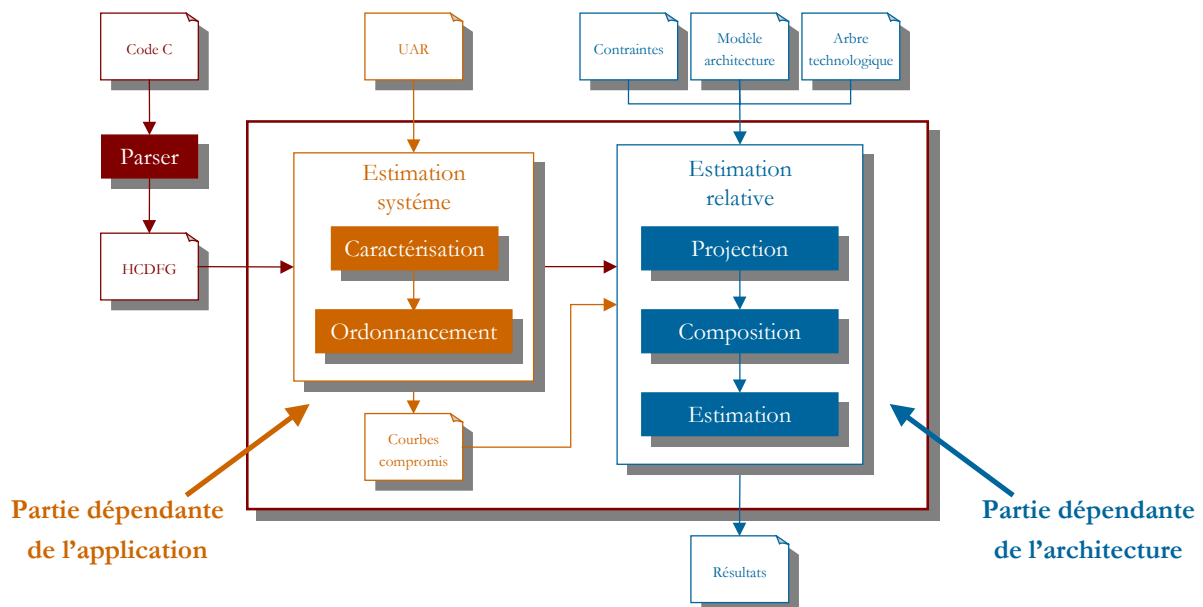 Code C
UAR
Contraintes
Modèle
architecture
Arbre
technologique
Parser
HCDFG
Estimation
systéme
Caractérisation
Ordonnancement
Courbes
compromis
Estimation
relative
Projection
Composition
Estimation
Partie dépendante
de l’application
Partie dépendante
de l’architecture
Résultats